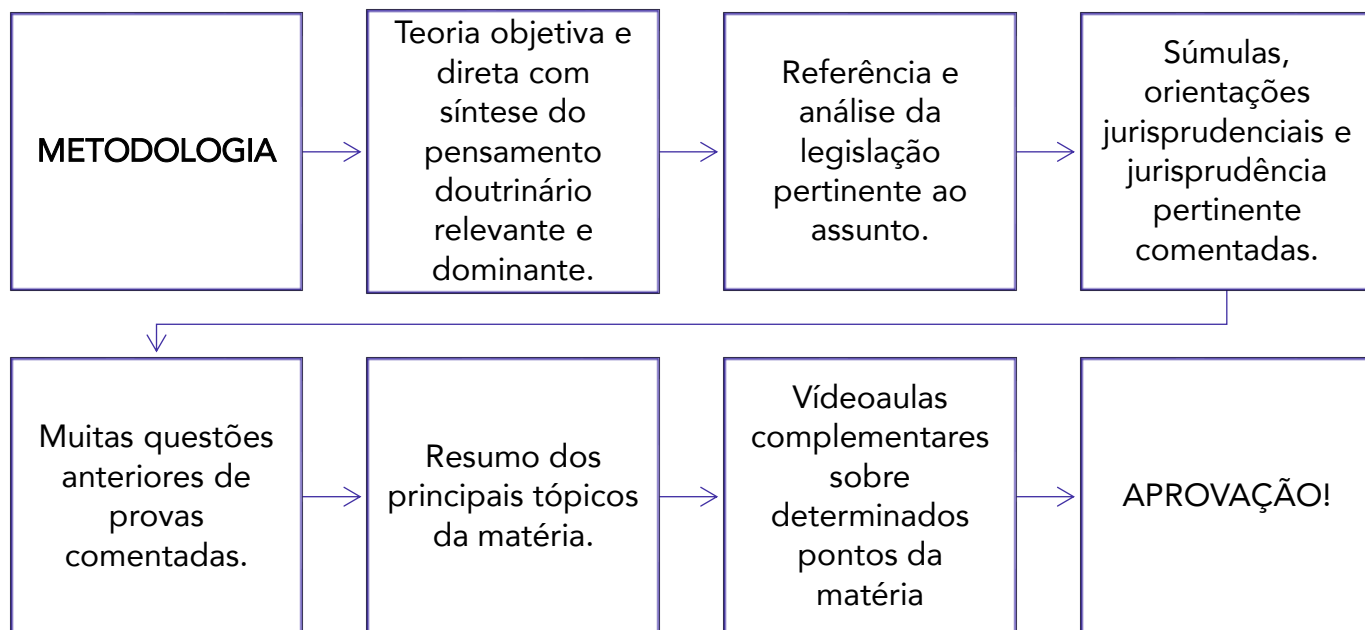 METODOLOGIA
Teoria objetiva e
direta com
síntese do
pensamento
doutrinário
relevante e
dominante.
Referência e
análise da
legislação
pertinente ao
assunto.
Súmulas,
orientações
jurisprudenciais e
jurisprudência
pertinente
comentadas.
Muitas questões
anteriores de
provas
comentadas.
Resumo dos
principais tópicos
da matéria.
Vídeoaulas
complementares
sobre
determinados
pontos da
matéria
APROVAÇÃO!